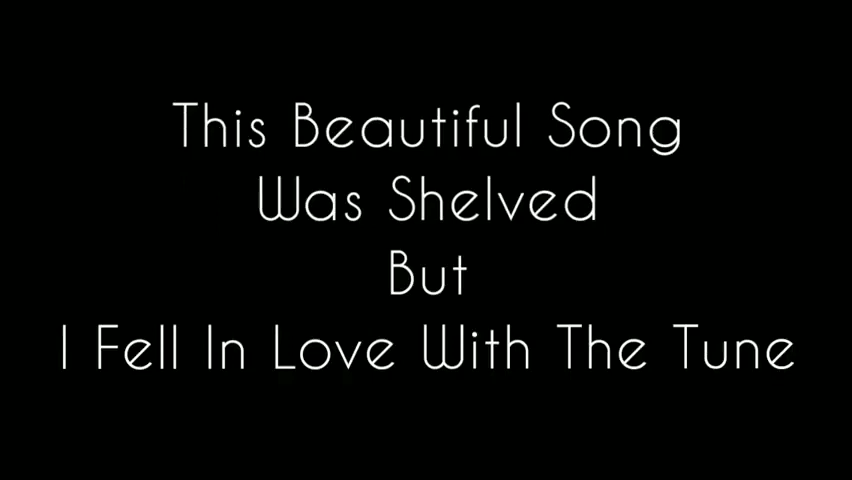 This Beautiful Song
Was Shelved
But
I Fell In Love With The Tune